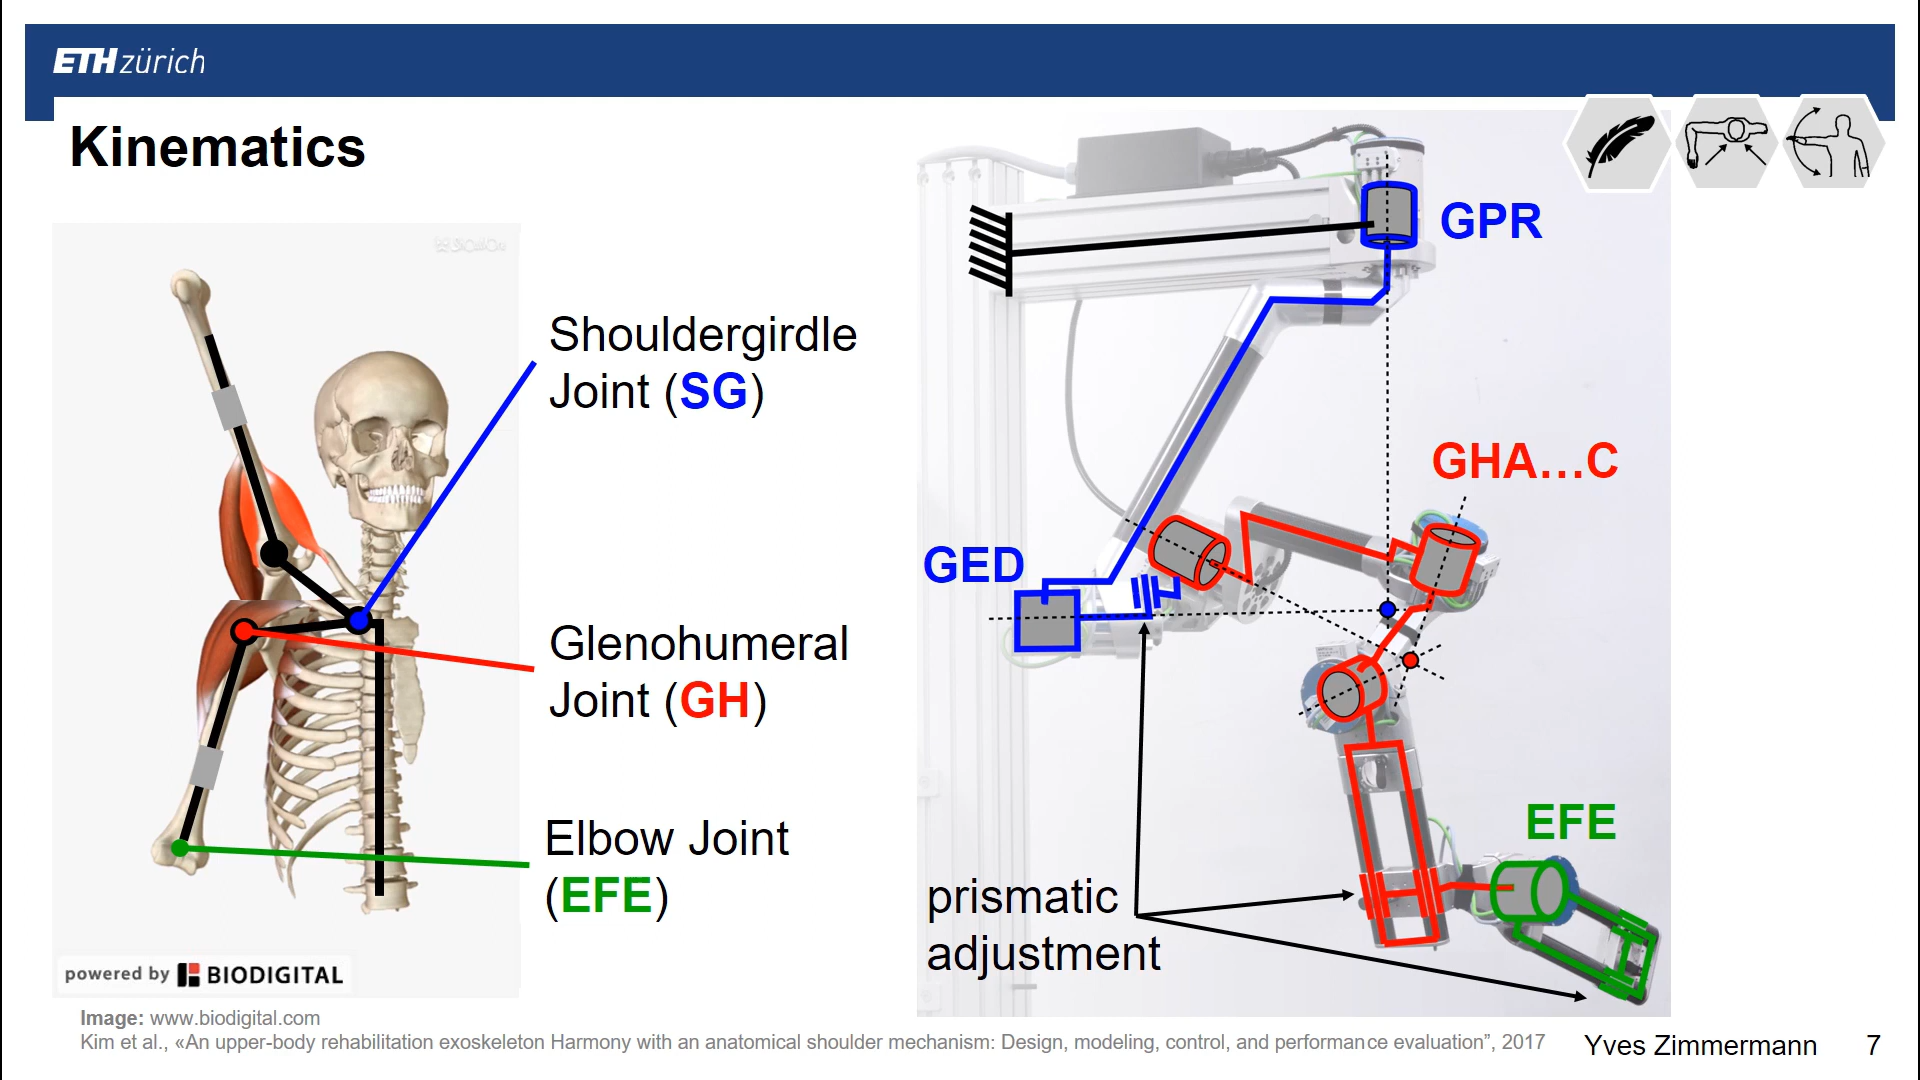 ETH zürich
Kinematics
Shouldergirdle
Joint (SG)
Glenohumeral
Joint (GH)
Elbow Joint
(EFE)
GPR
GHA...C
GED
EFE
prismatic
adjustment
powered by BIODIGITAL
Image: www.biodigital.com
Kim et al., «An upper-body rehabilitation exoskeleton Harmony with an anatomical shoulder mechanism: Design, modeling, control, and performance evaluation”, 2017
Yves Zimmermann 7